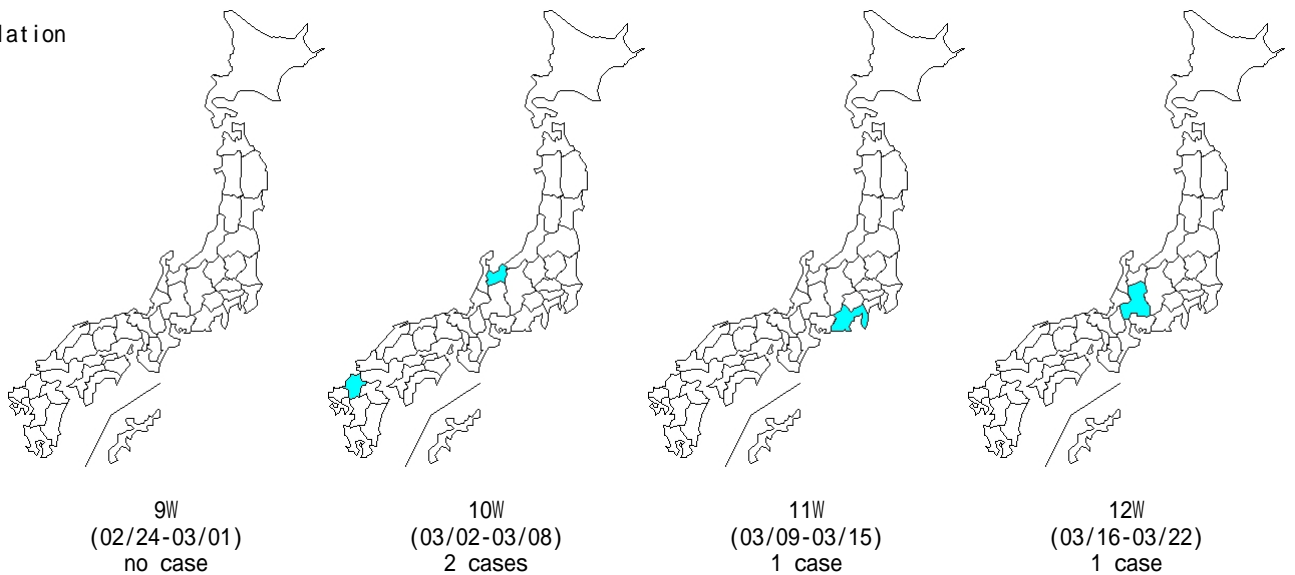 lation
9W
(02/24-03/01)
no case
10W
(03/02-03/08)
2 cases
11W
(03/09-03/15)
1 case
12W
(03/16-03/22)
1 case